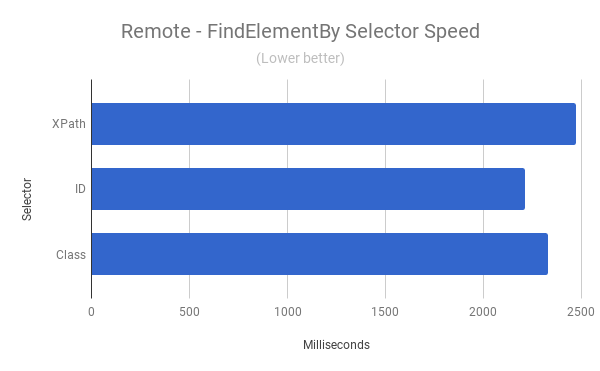 Remote - FindElementBy Selector Speed
(Lower better)
Selector
XPath
ID
Class
0 500 1000 1500 2000 2500
Milliseconds